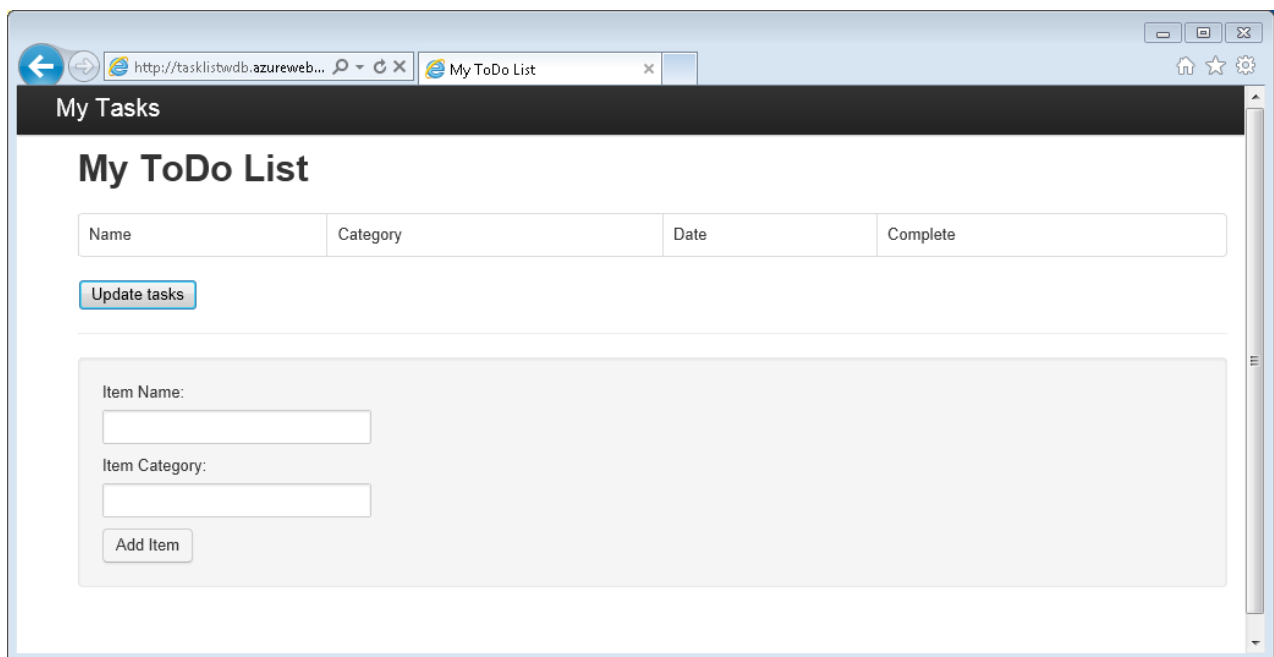 http://tasklistwdb.azureweb... My ToDo List
My Tasks
My ToDo List
Name Category Date Complete
Update tasks
Item Name:
Item Category:
Add Item